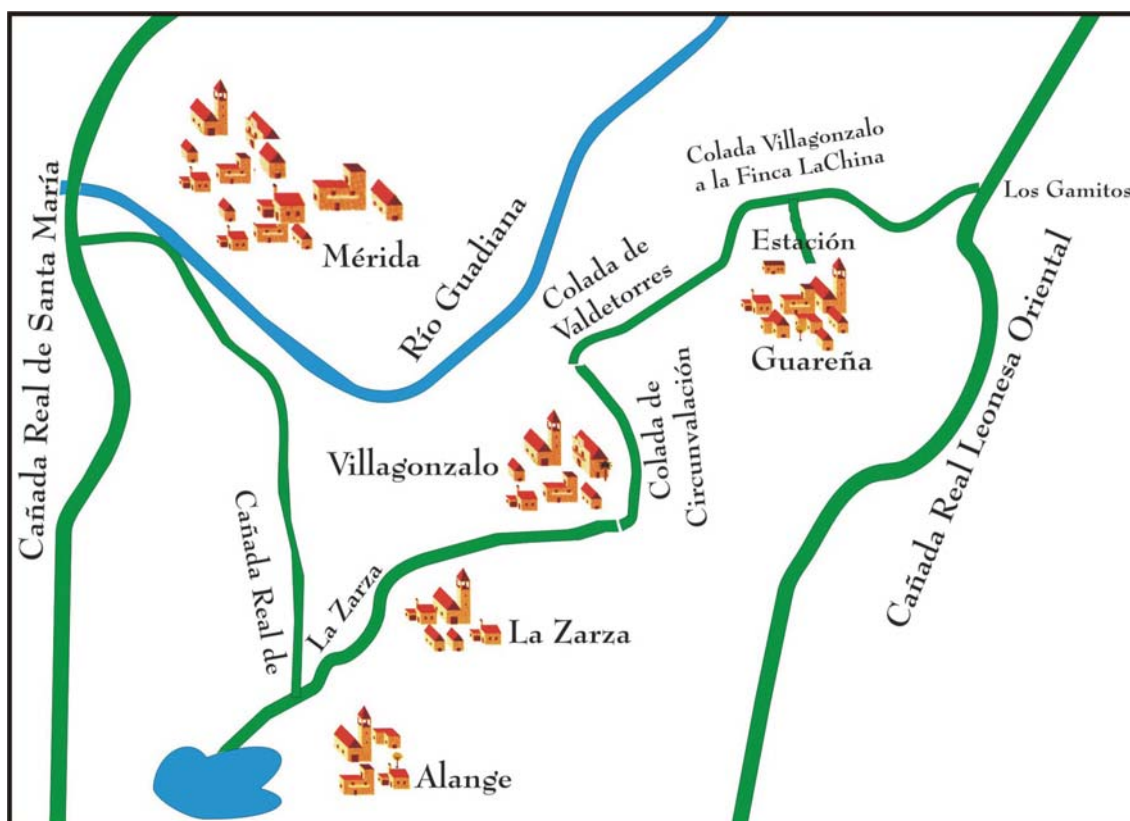 Cañada Real de Santa María
Mérida
Río Guadiana
Colada Villagonzalo
a la Finca LaChina
Los Gamitos
Estación
Guareña
Colada de
Valdetorres
Cañada Real Leonesa Oriental
Colada de
Circunvalación
Villagonzalo
Cañada Real de
La Zarza
La Zarza
Alange